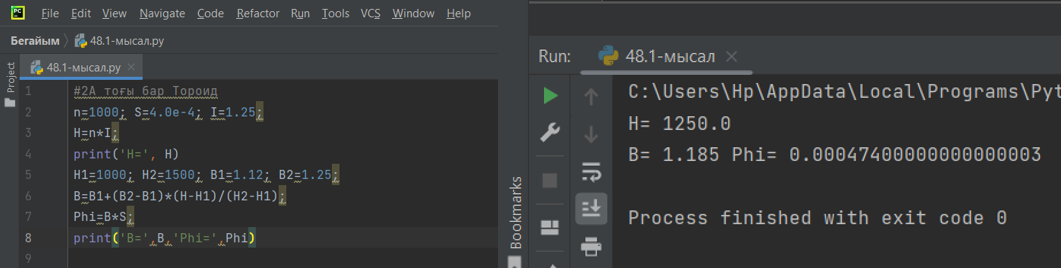 PC File Edit View Navigate Code Refactor Run Tools VCS Window Help
Бегайым 48.1-мысал.py
48.1-мысал.py
Project
1 #2А тоғы бар Тороид
2 n=1000; S=4.0e-4; I=1.25;
3 H=n*I;
4 print('H=', H)
5 H1=1000; H2=1500; B1=1.12; B2=1.25;
6 B=B1+(B2-B1)*(H-H1)/(H2-H1);
7 Phi=B*S;
8 print('B=',B,'Phi=',Phi)
Run: 48.1-мысал
C:\Users\Hp\AppData\Local\Programs\Pyt
H= 1250.0
B= 1.185 Phi= 0.00047400000000000003
Process finished with exit code 0
Bookmarks